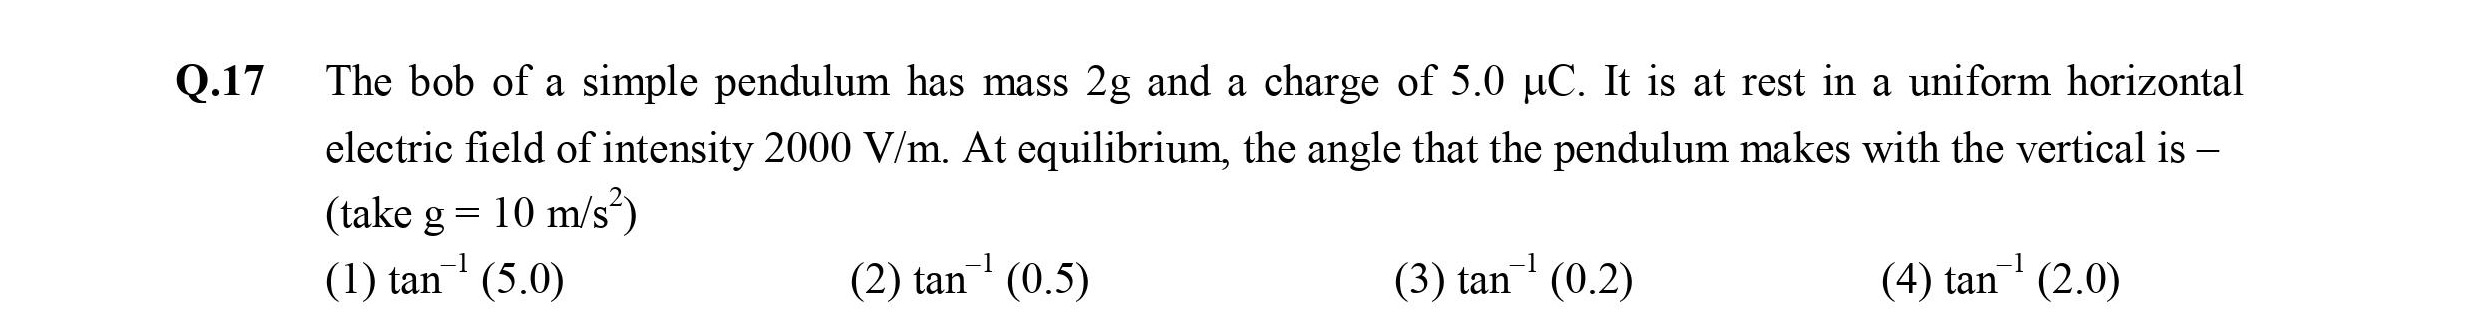 Q.17 The bob of a simple pendulum has mass 2g and a charge of 5.0 μC. It is at rest in a uniform horizontal
electric field of intensity 2000 V/m. At equilibrium, the angle that the pendulum makes with the vertical is –
(take g = 10 m/s²)
(1) tan⁻¹ (5.0) (2) tan⁻¹ (0.5) (3) tan⁻¹ (0.2) (4) tan⁻¹ (2.0)